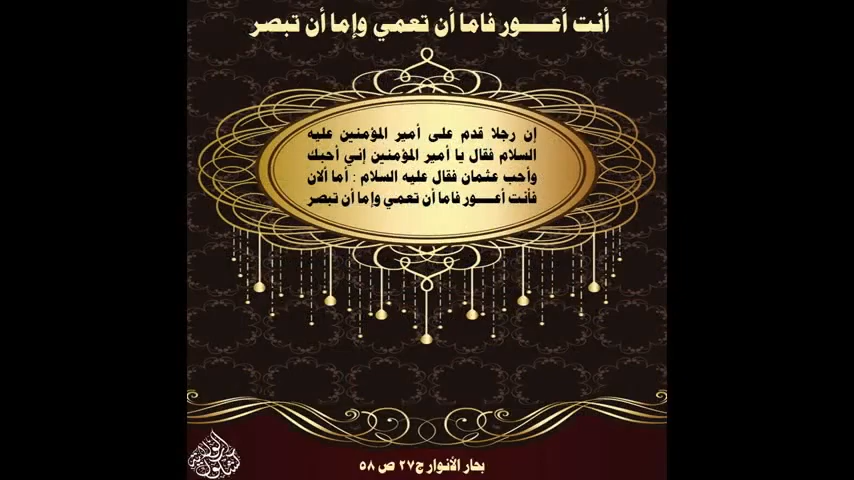 أنت أعـــور فاما أن تعمي وإما أن تبصر
إن رجلا قدم على أمير المؤمنين عليه
السلام فقال يا أمير المؤمنين إني أحبك
وأحب عثمان فقال عليه السلام : أما ألان
فأنت أعـــور فاما أن تعمي وإما أن تبصر
بحار الأنوار ج٢٧ ص ٥٨